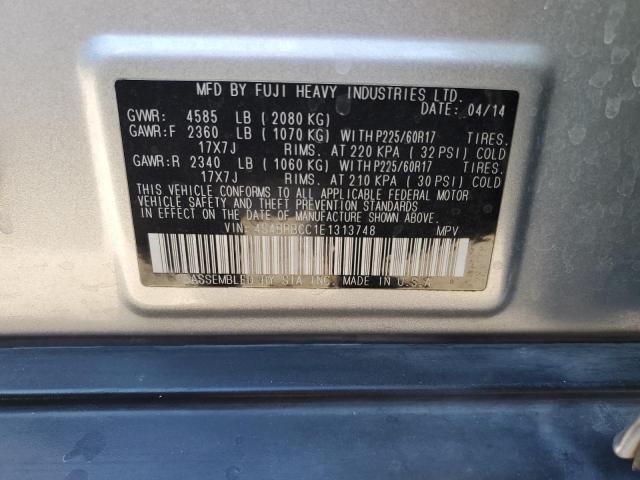 MFD BY FUJI HEAVY INDUSTRIES LTD.
DATE: 04/14
GVWR: 4585 LB (2080 KG)
GAWR:F 2360 LB (1070 KG) WITH P225/60R17 TIRES.
17X7J RIMS. AT 220 KPA (32 PSI) COLD
GAWR:R 2340 LB (1060 KG) WITH P225/60R17 TIRES.
17X7J RIMS. AT 210 KPA (30 PSI) COLD
THIS VEHICLE CONFORMS TO ALL APPLICABLE FEDERAL MOTOR
VEHICLE SAFETY AND THEFT PREVENTION STANDARDS
IN EFFECT ON THE DATE OF MANUFACTURE SHOWN ABOVE.
VIN: MPV
ASSEMBLED BY SIA INC. MADE IN U.S.A.